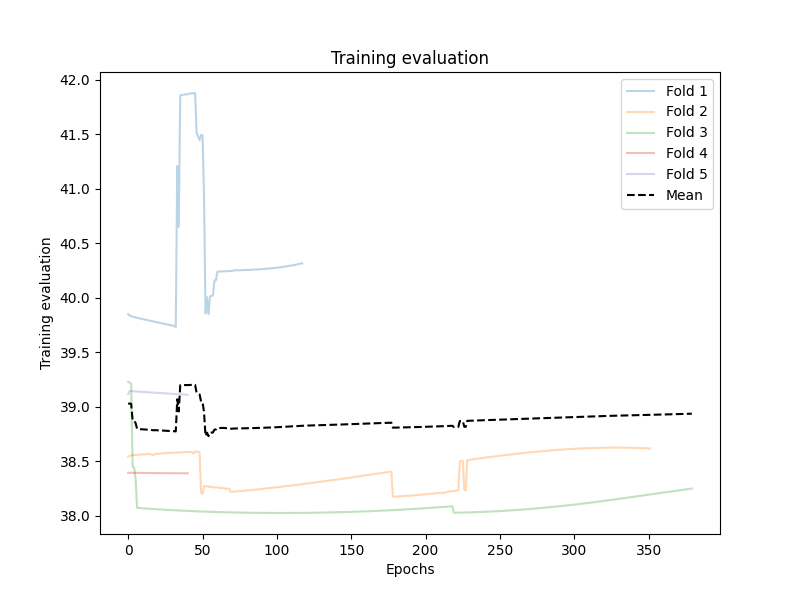 Training evaluation
42.0
41.5
41.0
40.5
40.0
39.5
39.0
38.5
38.0
Training evaluation
Fold 1
Fold 2
Fold 3
Fold 4
Fold 5
Mean
0 50 100 150 200 250 300 350
Epochs